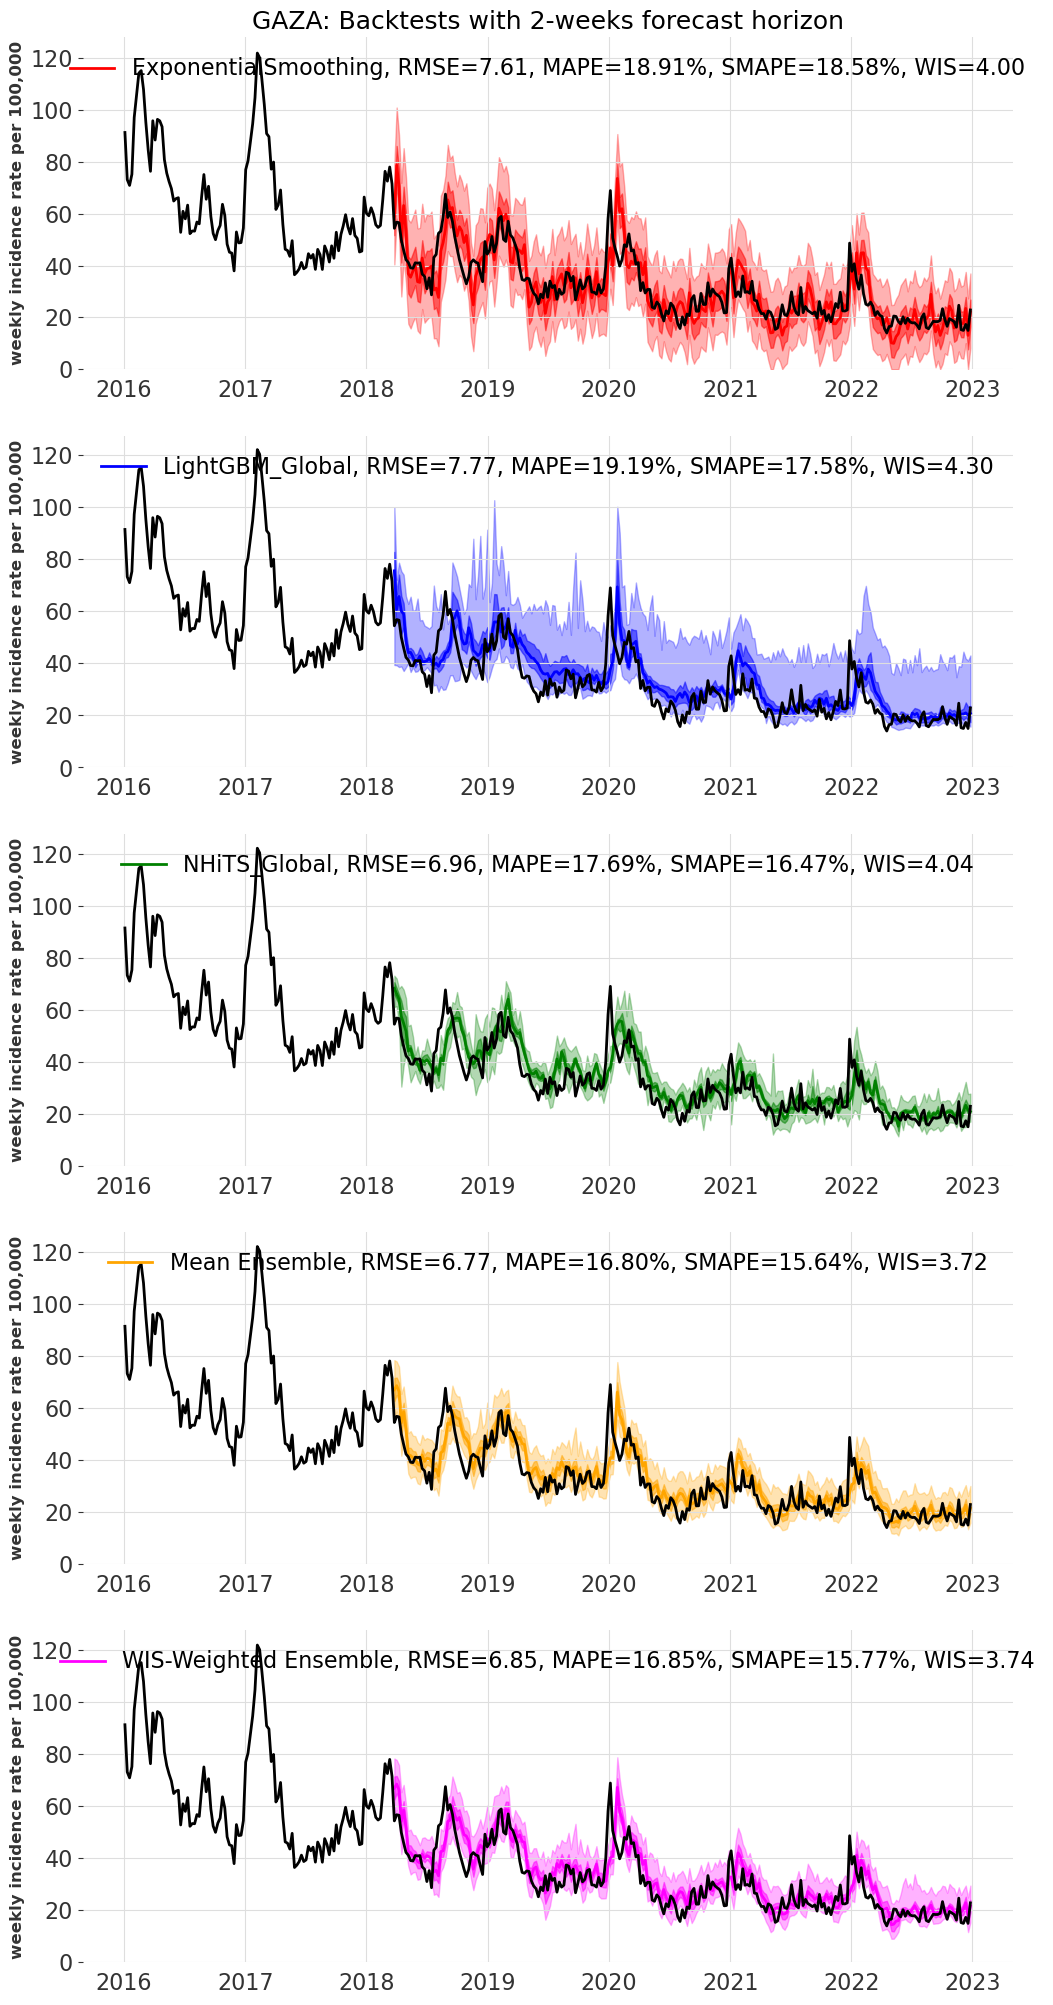 GAZA: Backtests with 2-weeks forecast horizon
ExponentialSmoothing, RMSE=7.61, MAPE=18.91%, SMAPE=18.58%, WIS=4.00
weekly incidence rate per 100,000
120
100
80
60
40
20
0
2016 2017 2018 2019 2020 2021 2022 2023
LightGBM_Global, RMSE=7.77, MAPE=19.19%, SMAPE=17.58%, WIS=4.30
weekly incidence rate per 100,000
120
100
80
60
40
20
0
2016 2017 2018 2019 2020 2021 2022 2023
NHiTS_Global, RMSE=6.96, MAPE=17.69%, SMAPE=16.47%, WIS=4.04
weekly incidence rate per 100,000
120
100
80
60
40
20
0
2016 2017 2018 2019 2020 2021 2022 2023
Mean Ensemble, RMSE=6.77, MAPE=16.80%, SMAPE=15.64%, WIS=3.72
weekly incidence rate per 100,000
120
100
80
60
40
20
0
2016 2017 2018 2019 2020 2021 2022 2023
WIS-Weighted Ensemble, RMSE=6.85, MAPE=16.85%, SMAPE=15.77%, WIS=3.74
weekly incidence rate per 100,000
120
100
80
60
40
20
0
2016 2017 2018 2019 2020 2021 2022 2023